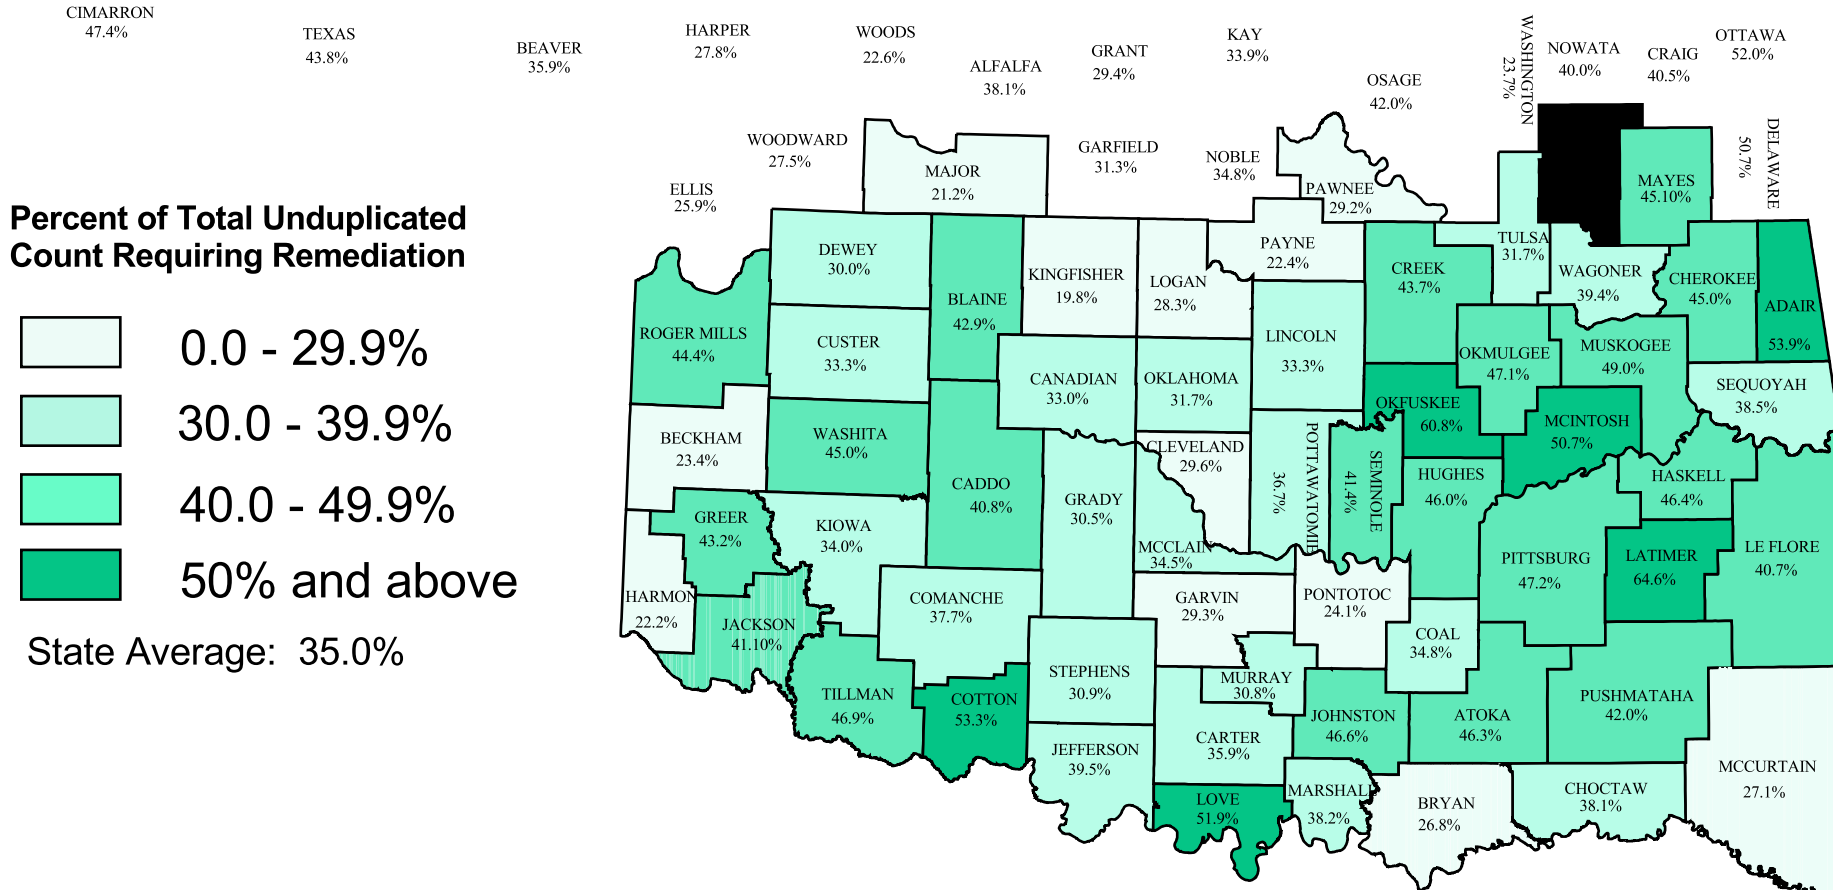 CIMARRON
47.4%
TEXAS
43.8%
BEAVER
35.9%
HARPER
27.8%
WOODS
22.6%
ALFALFA
38.1%
GRANT
29.4%
KAY
33.9%
OSAGE
42.0%
WASHINGTON
23.7%
NOWATA
40.0%
CRAIG
40.5%
OTTAWA
52.0%
DELAWARE
50.7%
ELLIS
25.9%
WOODWARD
27.5%
MAJOR
21.2%
GARFIELD
31.3%
NOBLE
34.8%
PAWNEE
29.2%
MAYES
45.10%
Percent of Total Unduplicated
Count Requiring Remediation
0.0 - 29.9%
30.0 - 39.9%
40.0 - 49.9%
50% and above
State Average: 35.0%
DEWEY
30.0%
BLAINE
42.9%
KINGFISHER
19.8%
LOGAN
28.3%
PAYNE
22.4%
CREEK
43.7%
TULSA
31.7%
WAGONER
39.4%
CHEROKEE
45.0%
ADAIR
53.9%
ROGER MILLS
44.4%
CUSTER
33.3%
CANADIAN
33.0%
OKLAHOMA
31.7%
LINCOLN
33.3%
OKMULGEE
47.1%
MUSKOGEE
49.0%
SEQUOYAH
38.5%
BECKHAM
23.4%
WASHITA
45.0%
CADDO
40.8%
GRADY
30.5%
CLEVELAND
29.6%
POTTAWATOMIE
36.7%
SEMINOLE
41.4%
OKFUSKEE
60.8%
MCINTOSH
50.7%
HUGHES
46.0%
HASKELL
46.4%
GREER
43.2%
KIOWA
34.0%
MCCLAIN
34.5%
PITTSBURG
47.2%
LATIMER
64.6%
LE FLORE
40.7%
HARMON
22.2%
JACKSON
41.10%
COMANCHE
37.7%
GARVIN
29.3%
PONTOTOC
24.1%
COAL
34.8%
TILLMAN
46.9%
COTTON
53.3%
STEPHENS
30.9%
MURRAY
30.8%
JOHNSTON
46.6%
ATOKA
46.3%
PUSHMATAHA
42.0%
JEFFERSON
39.5%
CARTER
35.9%
LOVE
51.9%
MARSHALL
38.2%
BRYAN
26.8%
CHOCTAW
38.1%
MCCURTAIN
27.1%